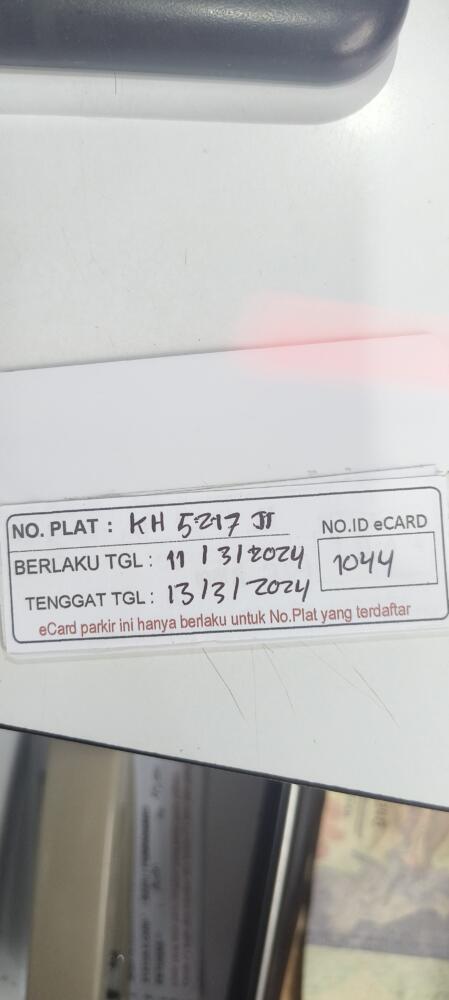 NO. PLAT : KH 5217 JT
NO.ID eCARD
BERLAKU TGL : 11 / 3 / 2024
1044
TENGGAT TGL : 13 / 3 / 2024
eCard parkir ini hanya berlaku untuk No.Plat yang terdaftar